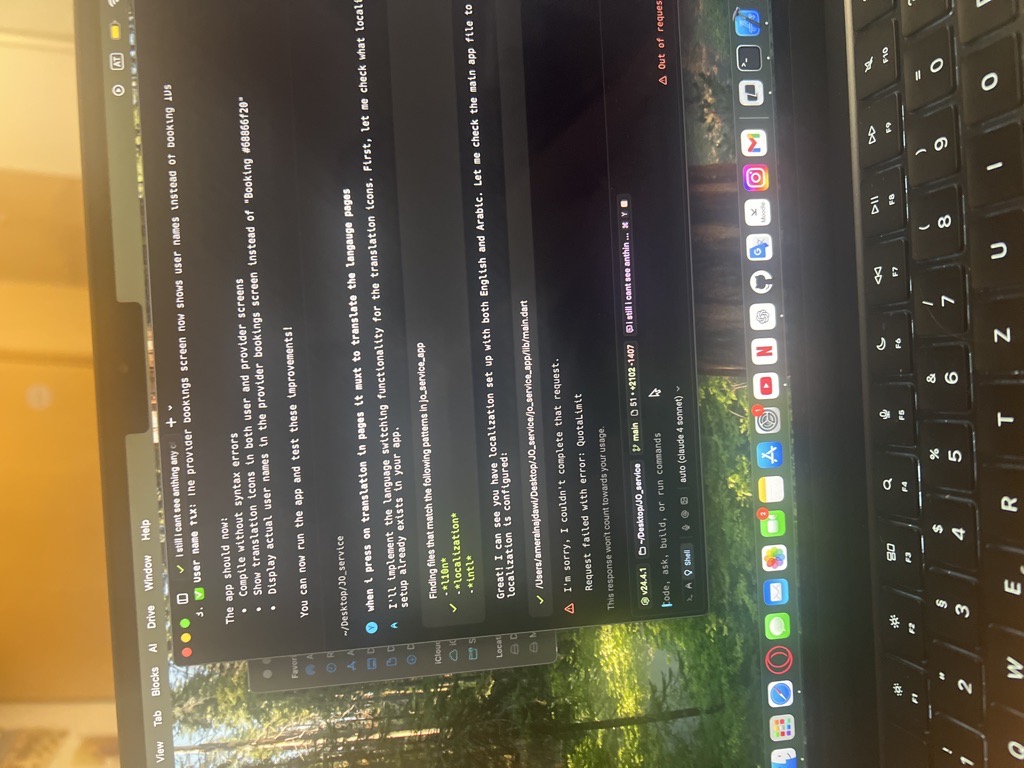 View Tab Blocks AI Drive Window Help
AT
I still i cant see anthing any
3. ✅ User name fix: The provider bookings screen now shows user names instead of booking IDs
The app should now:
• Compile without syntax errors
• Show translation icons in both user and provider screens
• Display actual user names in the provider bookings screen instead of "Booking #68866f20"
You can now run the app and test these improvements!
Favor
iCloud
Locat
~/Desktop/JO_service
Y when i press on translation in pages it muxt to translate the langauge pages
I'll implement the language switching functionality for the translation icons. First, let me check what locali
setup already exists in your app.
Finding files that match the following patterns in jo_service_app
-*l10n*
-*localization*
-*intl*
Great! I can see you have localization set up with both English and Arabic. Let me check the main app file to
localization is configured:
/Users/ameralnajdawi/Desktop/JO_service/jo_service_app/lib/main.dart
I'm sorry, I couldn't complete that request.
Request failed with error: QuotaLimit
This response won't count towards your usage.
v24.4.1 ~/Desktop/JO_service main 51 • +2102 -1407 I still i cant see anthin ... ⌘ Y
Code, ask, build, or run commands
Out of reques
Shell auto (claude 4 sonnet)
2 1 N Moodle
F1 F2 F3 F4 F5 F6 F7 F8 F9 F10
! " § $ % & / ( ) =
1 2 3 4 5 6 7 8 9 0
Q W E R T Z U I O